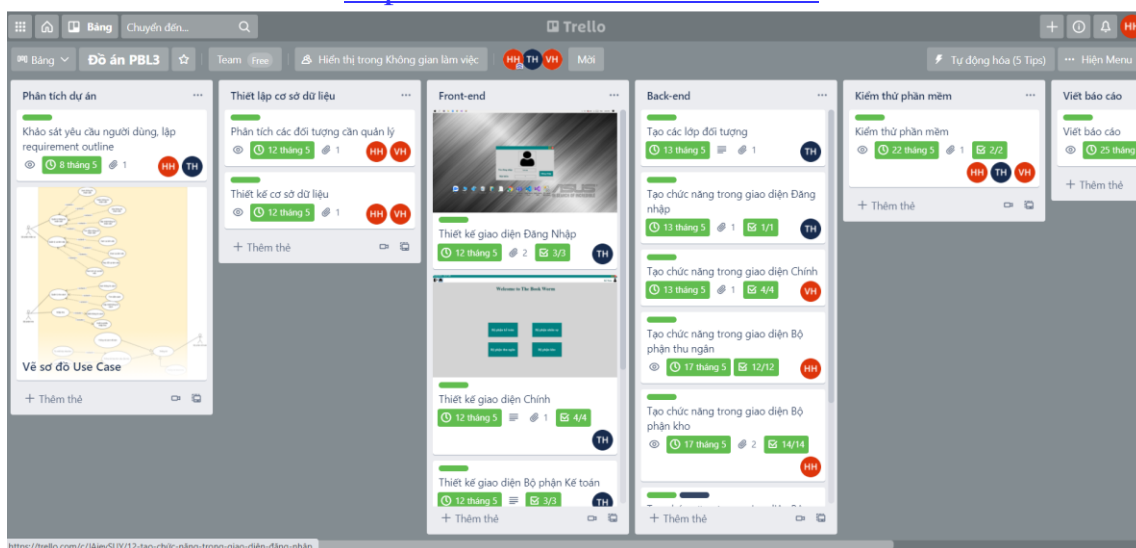 Bảng
Chuyển đến...
Trello
HH
Bảng
Đồ án PBL3
Team Free
Hiển thị trong Không gian làm việc
HH TH VH
Mời
Tự động hóa (5 Tips)
Hiện Menu
Phân tích dự án
Khảo sát yêu cầu người dùng, lập
requirement outline
8 tháng 5
1
HH TH
Vẽ sơ đồ Use Case
+ Thêm thẻ
Thiết lập cơ sở dữ liệu
Phân tích các đối tượng cần quản lý
12 tháng 5
1
HH VH
Thiết kế cơ sở dữ liệu
12 tháng 5
1
HH VH
+ Thêm thẻ
Front-end
Thiết kế giao diện Đăng Nhập
12 tháng 5
2
3/3
TH
Welcome to The Book Worm
Thiết kế giao diện Chính
12 tháng 5
1
4/4
TH
Thiết kế giao diện Bộ phận Kế toán
12 tháng 5
3/3
TH
+ Thêm thẻ
Back-end
Tạo các lớp đối tượng
13 tháng 5
1
TH
Tạo chức năng trong giao diện Đăng
nhập
13 tháng 5
1
1/1
TH
Tạo chức năng trong giao diện Chính
13 tháng 5
1
4/4
VH
Tạo chức năng trong giao diện Bộ
phận thu ngân
17 tháng 5
12/12
HH
Tạo chức năng trong giao diện Bộ
phận kho
17 tháng 5
2
14/14
HH
+ Thêm thẻ
Kiểm thử phần mềm
Kiểm thử phần mềm
22 tháng 5
1
2/2
HH TH VH
+ Thêm thẻ
Viết báo cáo
Viết báo cáo
25 tháng
+ Thêm thẻ